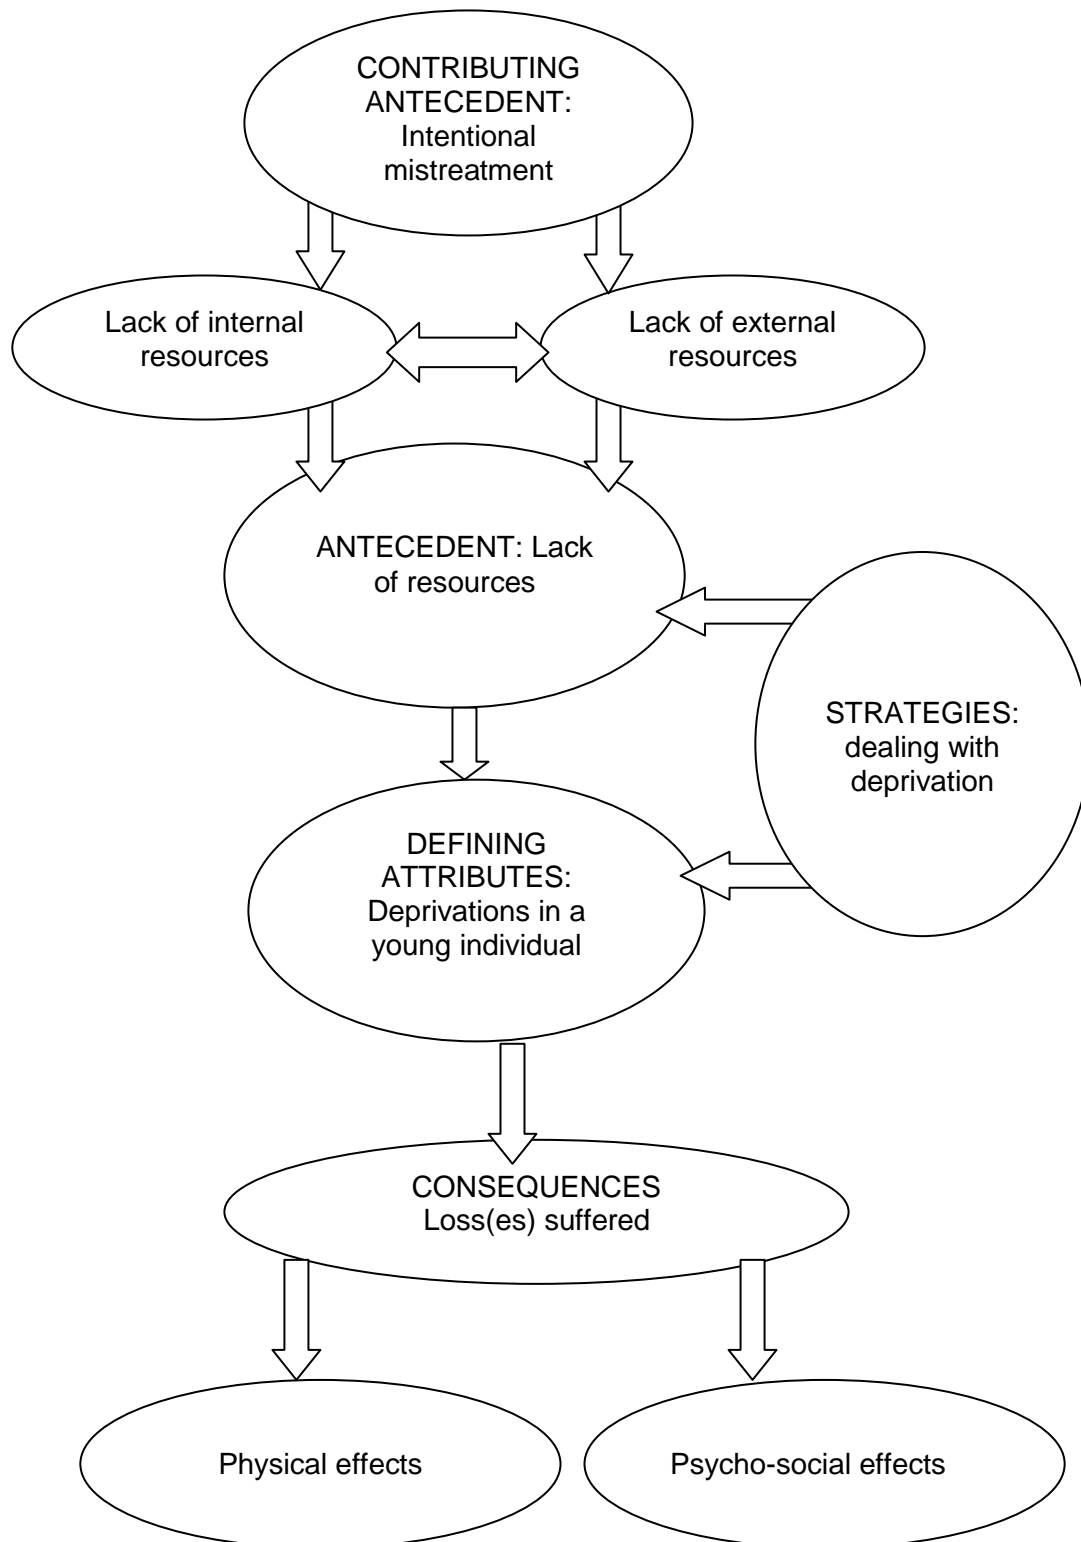 CONTRIBUTING
ANTECEDENT:
Intentional
mistreatment
Lack of internal
resources
Lack of external
resources
ANTECEDENT: Lack
of resources
STRATEGIES:
dealing with
deprivation
DEFINING
ATTRIBUTES:
Deprivations in a
young individual
CONSEQUENCES
Loss(es) suffered
Physical effects
Psycho-social effects